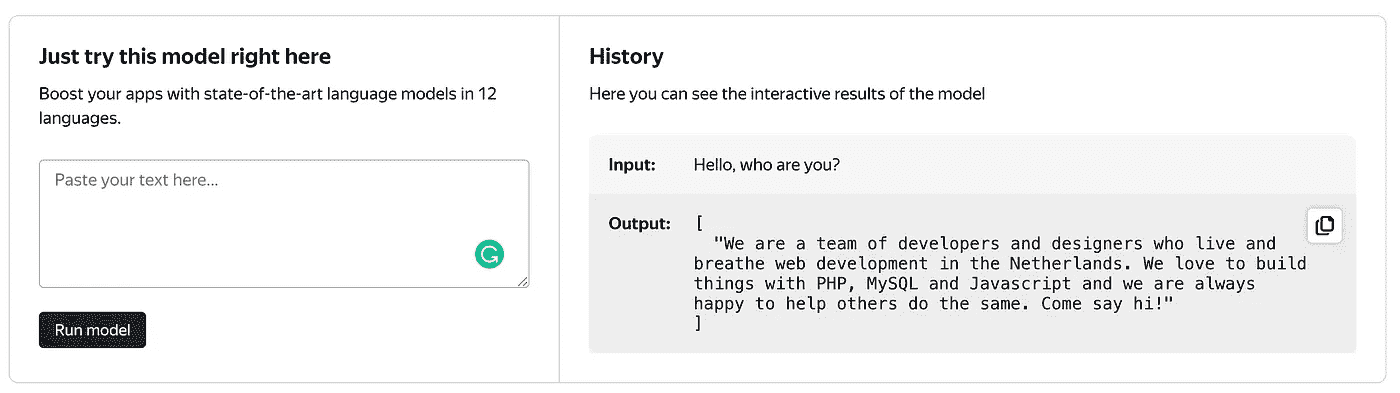 Just try this model right here
Boost your apps with state-of-the-art language models in 12
languages.
Paste your text here...
Run model
History
Here you can see the interactive results of the model
Input: Hello, who are you?
Output: [
"We are a team of developers and designers who live and
breathe web development in the Netherlands. We love to build
things with PHP, MySQL and Javascript and we are always
happy to help others do the same. Come say hi!"
]